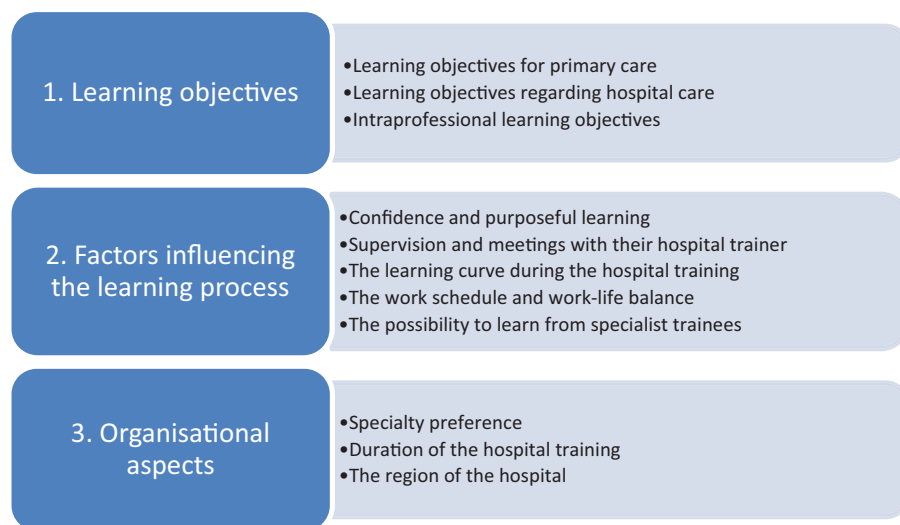 1. Learning objectives
•Learning objectives for primary care
•Learning objectives regarding hospital care
•Intraprofessional learning objectives
2. Factors influencing
the learning process
•Confidence and purposeful learning
•Supervision and meetings with their hospital trainer
•The learning curve during the hospital training
•The work schedule and work-life balance
•The possibility to learn from specialist trainees
3. Organisational
aspects
•Specialty preference
•Duration of the hospital training
•The region of the hospital